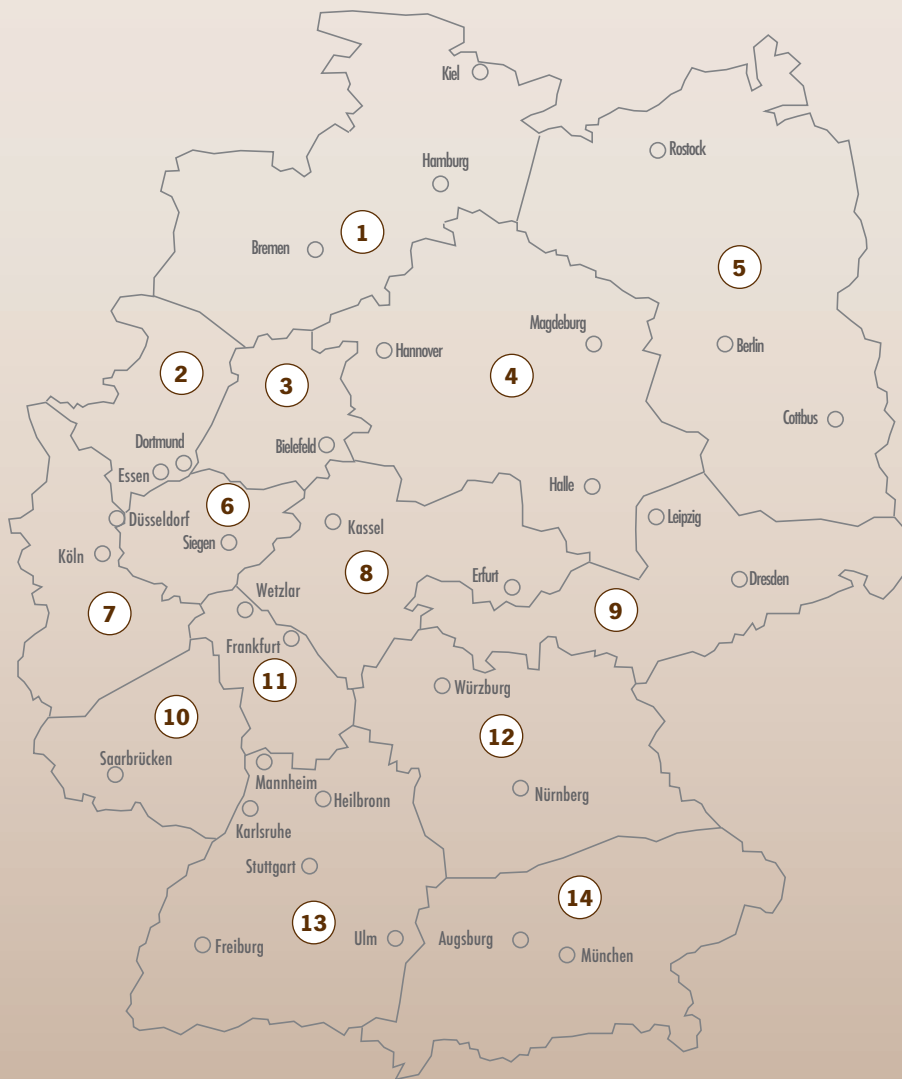 Kiel
Rostock
Hamburg
1
Bremen
5
Magdeburg
Hannover
Berlin
2
3
4
Cottbus
Dortmund
Bielefeld
Essen
Halle
6
Düsseldorf
Leipzig
Kassel
Siegen
Köln
8
Erfurt
Dresden
Wetzlar
7
9
Frankfurt
11
Würzburg
10
12
Saarbrücken
Mannheim
Nürnberg
Heilbronn
Karlsruhe
Stuttgart
14
13
Ulm
Augsburg
Freiburg
München